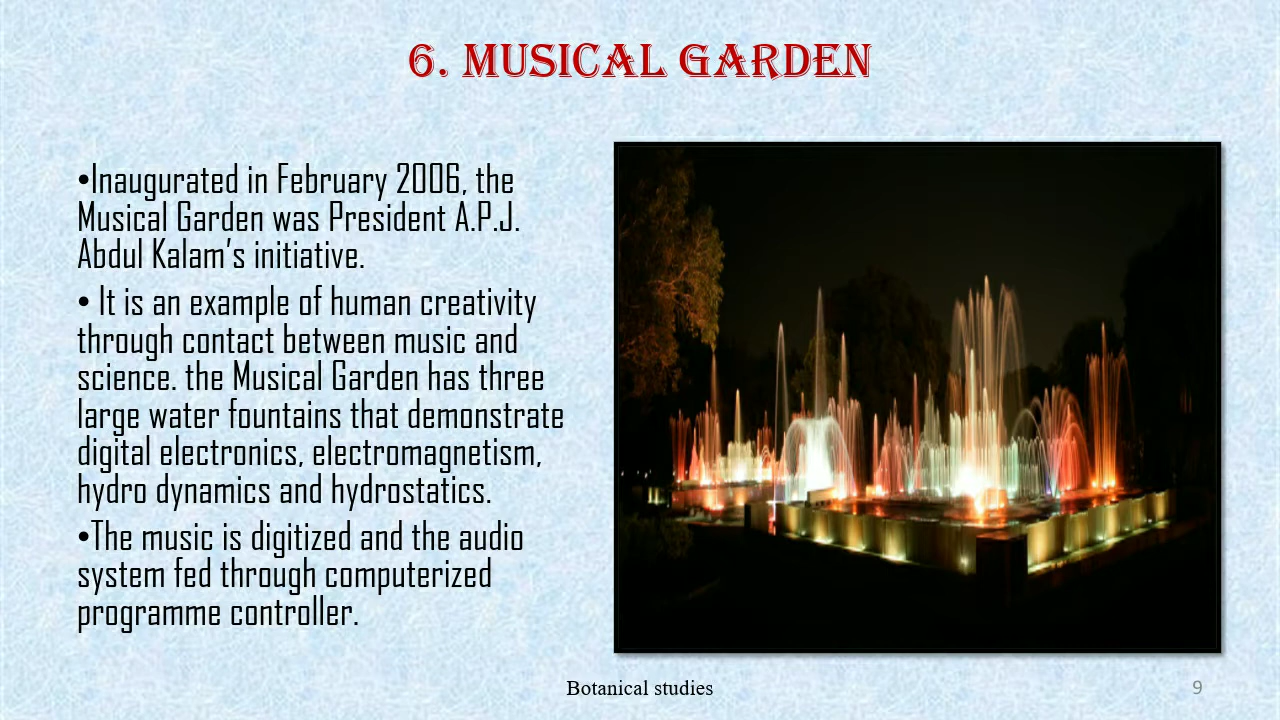 6. MUSICAL GARDEN
•Inaugurated in February 2006, the
Musical Garden was President A.P.J.
Abdul Kalam's initiative.
• It is an example of human creativity
through contact between music and
science. the Musical Garden has three
large water fountains that demonstrate
digital electronics, electromagnetism,
hydro dynamics and hydrostatics.
•The music is digitized and the audio
system fed through computerized
programme controller.
Botanical studies
9